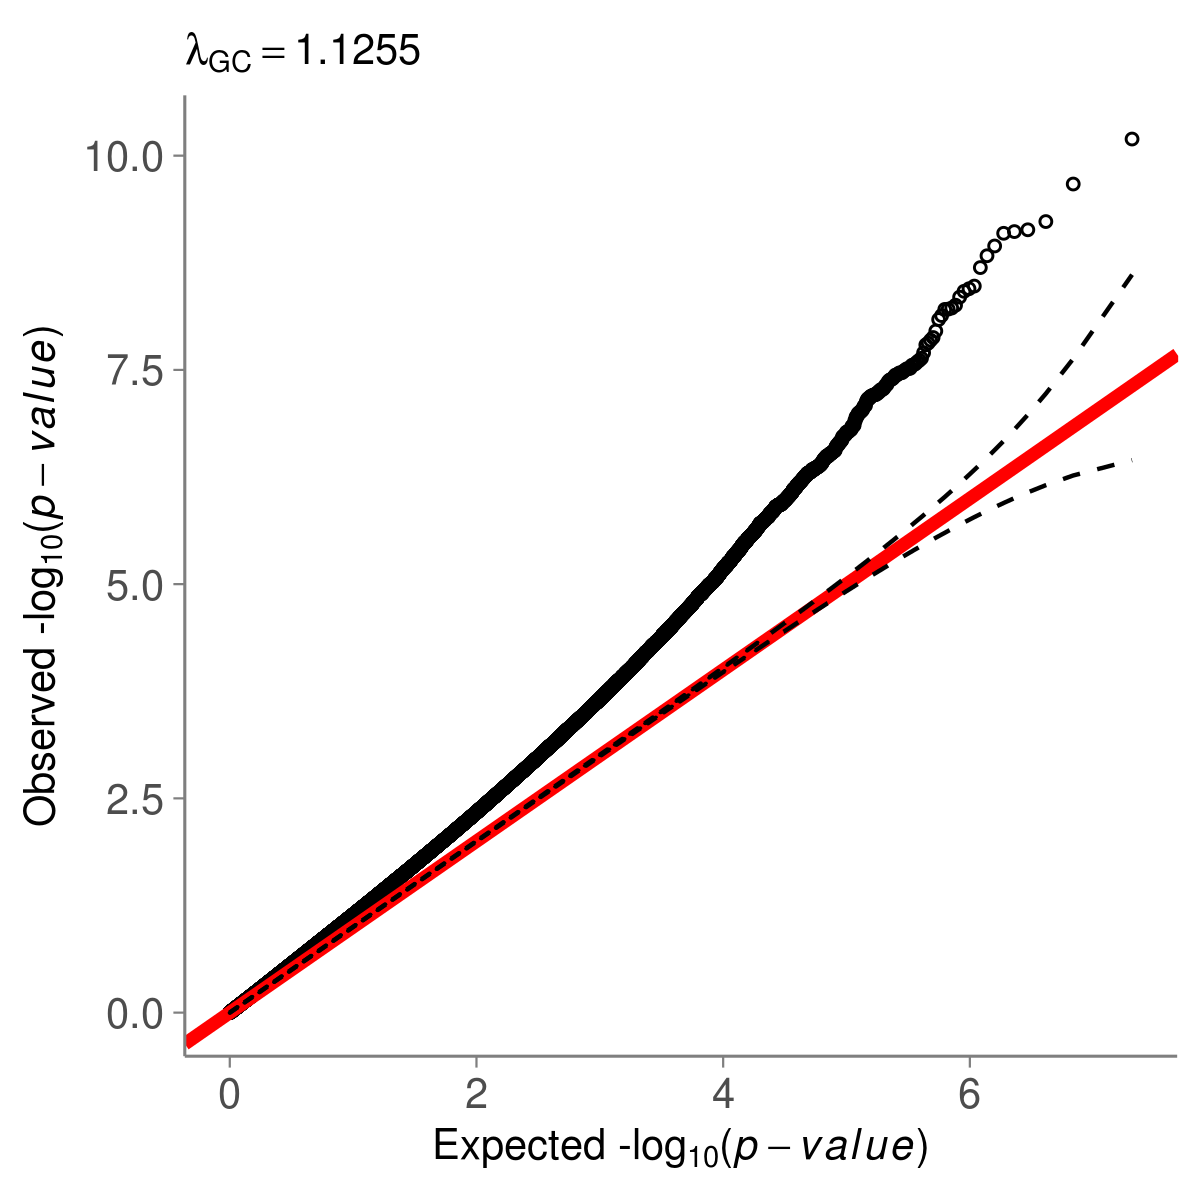 λGC = 1.1255
10.0
7.5
5.0
2.5
0.0
Observed -log10(p − value)
0 2 4 6
Expected -log10(p − value)